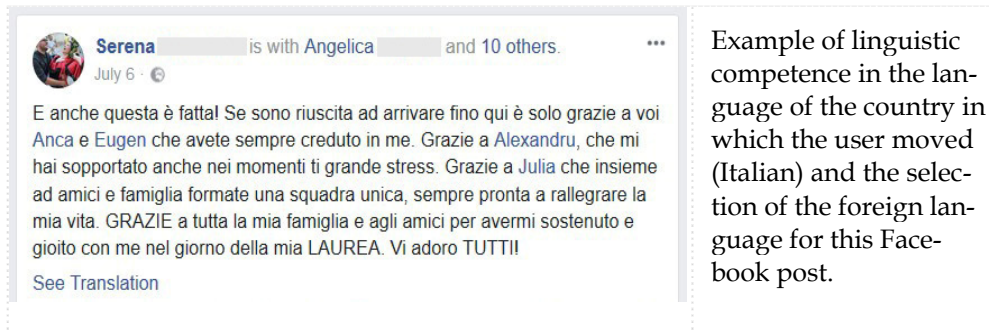 Serena is with Angelica and 10 others.
July 6 ·
E anche questa è fatta! Se sono riuscita ad arrivare fino qui è solo grazie a voi
Anca e Eugen che avete sempre creduto in me. Grazie a Alexandru, che mi
hai sopportato anche nei momenti ti grande stress. Grazie a Julia che insieme
ad amici e famiglia formate una squadra unica, sempre pronta a rallegrare la
mia vita. GRAZIE a tutta la mia famiglia e agli amici per avermi sostenuto e
gioito con me nel giorno della mia LAUREA. Vi adoro TUTTI!
See Translation
Example of linguistic
competence in the lan-
guage of the country in
which the user moved
(Italian) and the selec-
tion of the foreign lan-
guage for this Face-
book post.